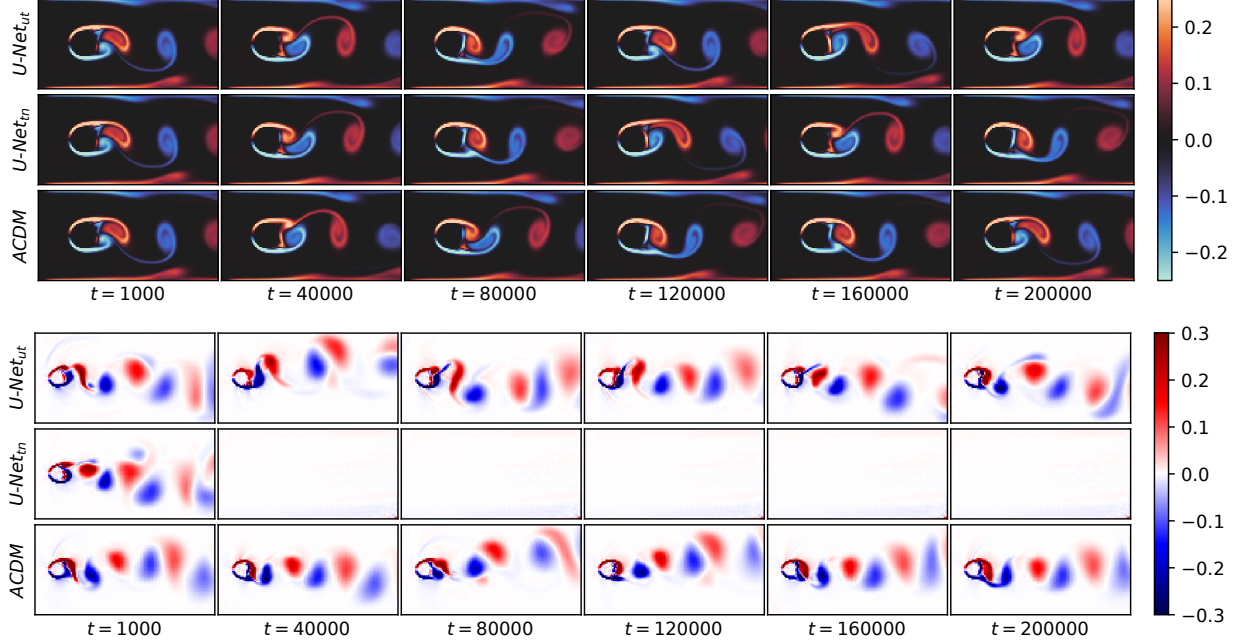 U-Net_ut
U-Net_tn
ACDM
t = 1000 t = 40000 t = 80000 t = 120000 t = 160000 t = 200000
0.2
0.1
0.0
−0.1
−0.2
U-Net_ut
U-Net_tn
ACDM
t = 1000 t = 40000 t = 80000 t = 120000 t = 160000 t = 200000
0.3
0.2
0.1
0.0
−0.1
−0.2
−0.3